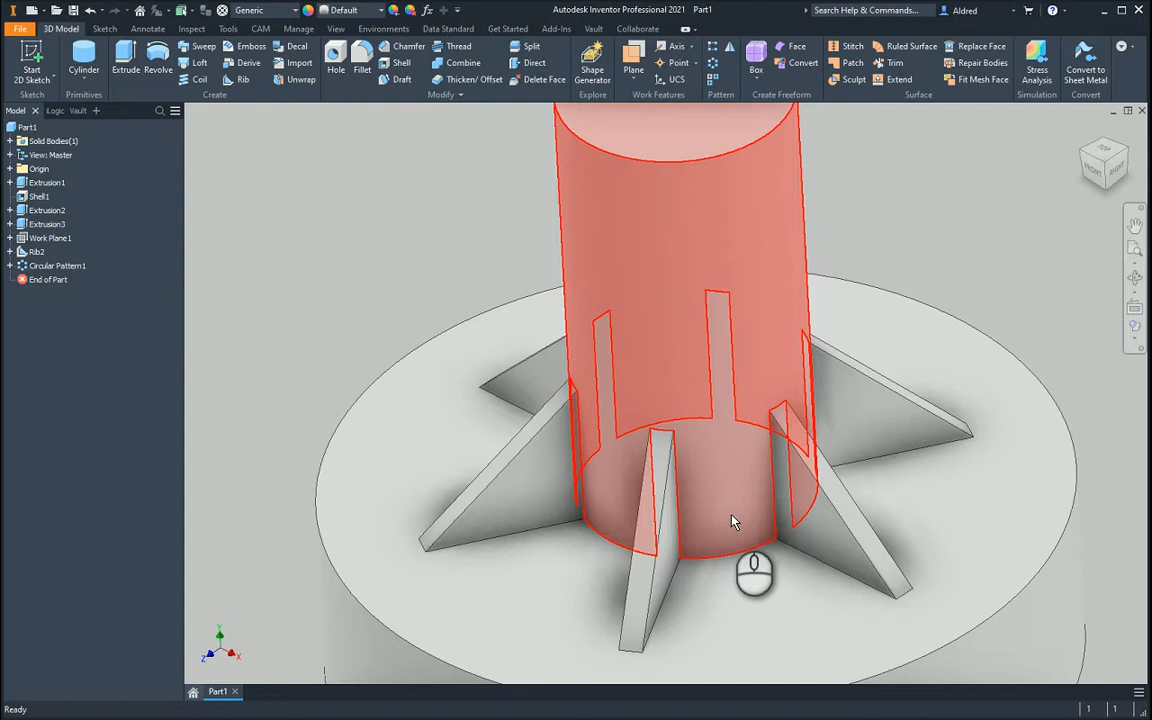 Generic
Default
Autodesk Inventor Professional 2021 Part1
Search Help & Commands...
Aldred
File
3D Model
Sketch
Annotate
Inspect
Tools
Manage
View
Environments
Data Standard
Get Started
Add-Ins
Vault
Collaborate
CAM
Start
2D Sketch
Sketch
Cylinder
Primitives
Extrude
Revolve
Sweep
Loft
Coil
Emboss
Derive
Rib
Decal
Import
Unwrap
Create
Hole
Fillet
Chamfer
Shell
Draft
Thread
Combine
Thicken/ Offset
Split
Direct
Delete Face
Modify
Shape
Generator
Explore
Plane
Axis
Point
UCS
Work Features
Pattern
Box
Face
Convert
Create Freeform
Stitch
Patch
Sculpt
Ruled Surface
Trim
Extend
Replace Face
Repair Bodies
Fit Mesh Face
Surface
Stress
Analysis
Simulation
Convert to
Sheet Metal
Convert
Model
iLogic
Vault
Part1
Solid Bodies(1)
View: Master
Origin
Extrusion1
Shell1
Extrusion2
Extrusion3
Work Plane1
Rib2
Circular Pattern1
End of Part
TOP
FRONT
RIGHT
Y
Z
X
Part1
Ready
1
1